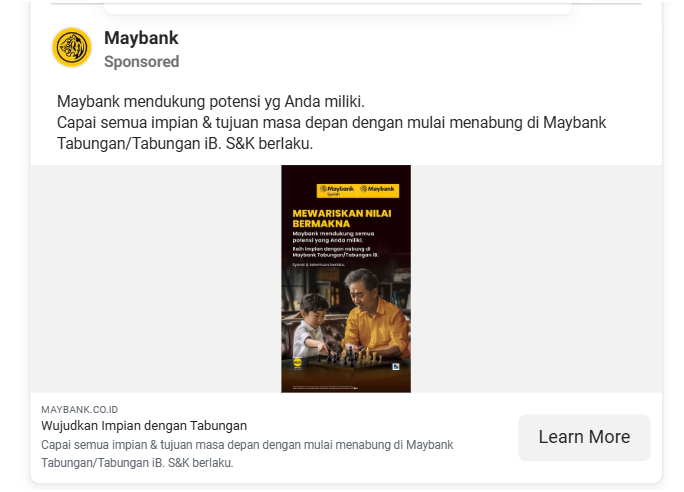 Maybank
Sponsored
Maybank mendukung potensi yg Anda miliki.
Capai semua impian & tujuan masa depan dengan mulai menabung di Maybank
Tabungan/Tabungan iB. S&K berlaku.
Maybank Maybank
MEWARISKAN NILAI
BERMAKNA
Maybank mendukung semua
potensi yang Anda miliki.
Raih impian dengan nabung di
Maybank Tabungan/Tabungan iB.
Syarat & ketentuan berlaku.
MAYBANK.CO.ID
Wujudkan Impian dengan Tabungan
Capai semua impian & tujuan masa depan dengan mulai menabung di Maybank
Tabungan/Tabungan iB. S&K berlaku.
Learn More